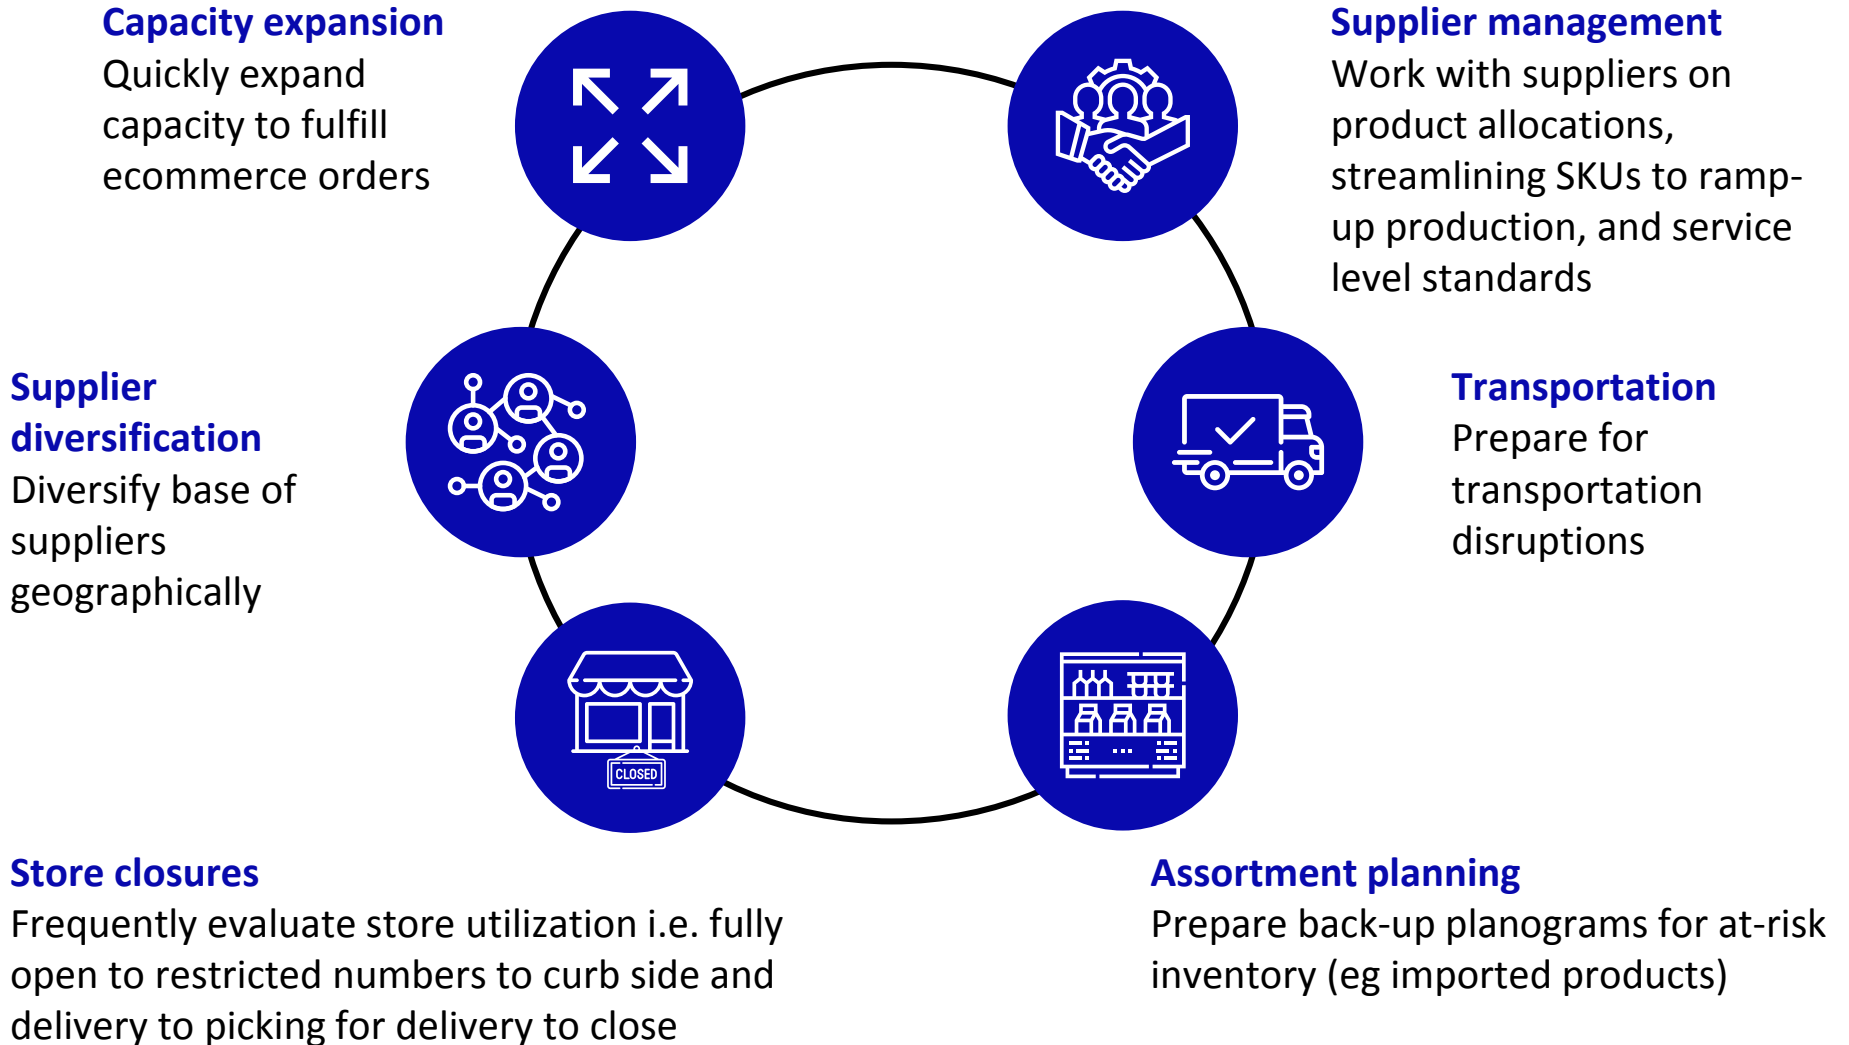 Capacity expansion
Quickly expand
capacity to fulfill
ecommerce orders
Supplier management
Work with suppliers on
product allocations,
streamlining SKUs to ramp-
up production, and service
level standards
Supplier
diversification
Diversify base of
suppliers
geographically
Transportation
Prepare for
transportation
disruptions
CLOSED
Store closures
Frequently evaluate store utilization i.e. fully
open to restricted numbers to curb side and
delivery to picking for delivery to close
Assortment planning
Prepare back-up planograms for at-risk
inventory (eg imported products)